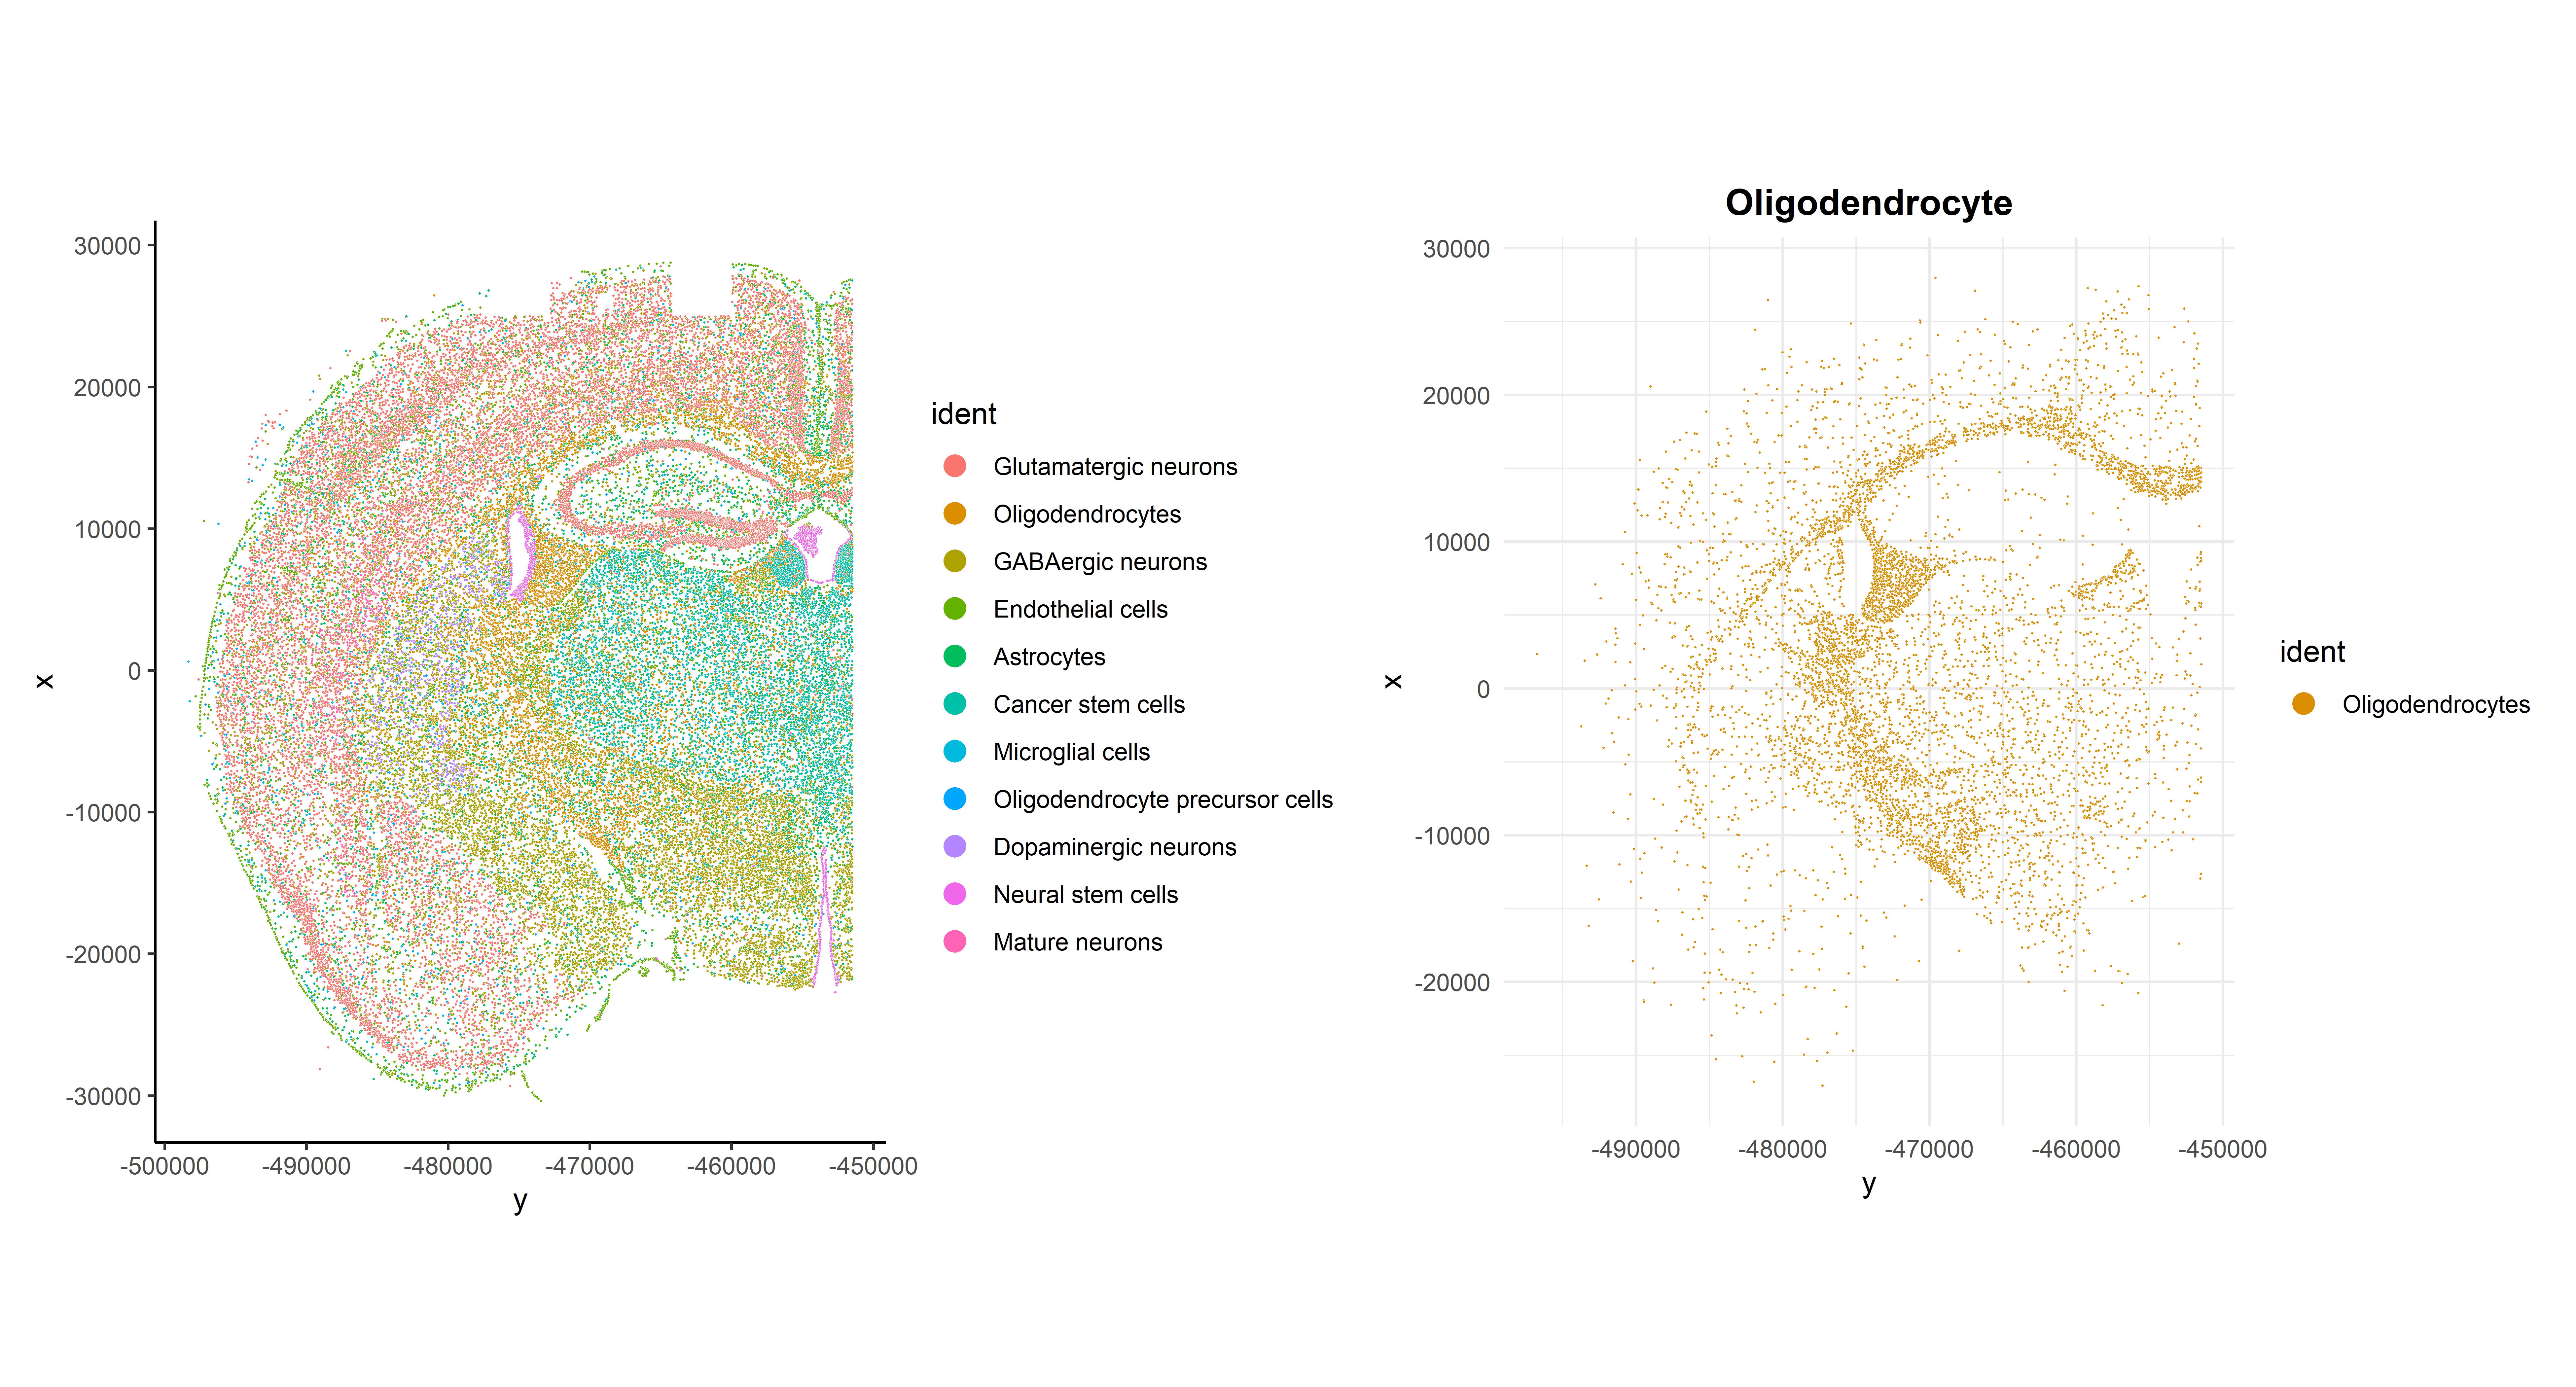 30000
20000
10000
0
-10000
-20000
-30000
x
-500000 -490000 -480000 -470000 -460000 -450000
y
ident
Glutamatergic neurons
Oligodendrocytes
GABAergic neurons
Endothelial cells
Astrocytes
Cancer stem cells
Microglial cells
Oligodendrocyte precursor cells
Dopaminergic neurons
Neural stem cells
Mature neurons
Oligodendrocyte
30000
20000
10000
0
-10000
-20000
x
-490000 -480000 -470000 -460000 -450000
y
ident
Oligodendrocytes